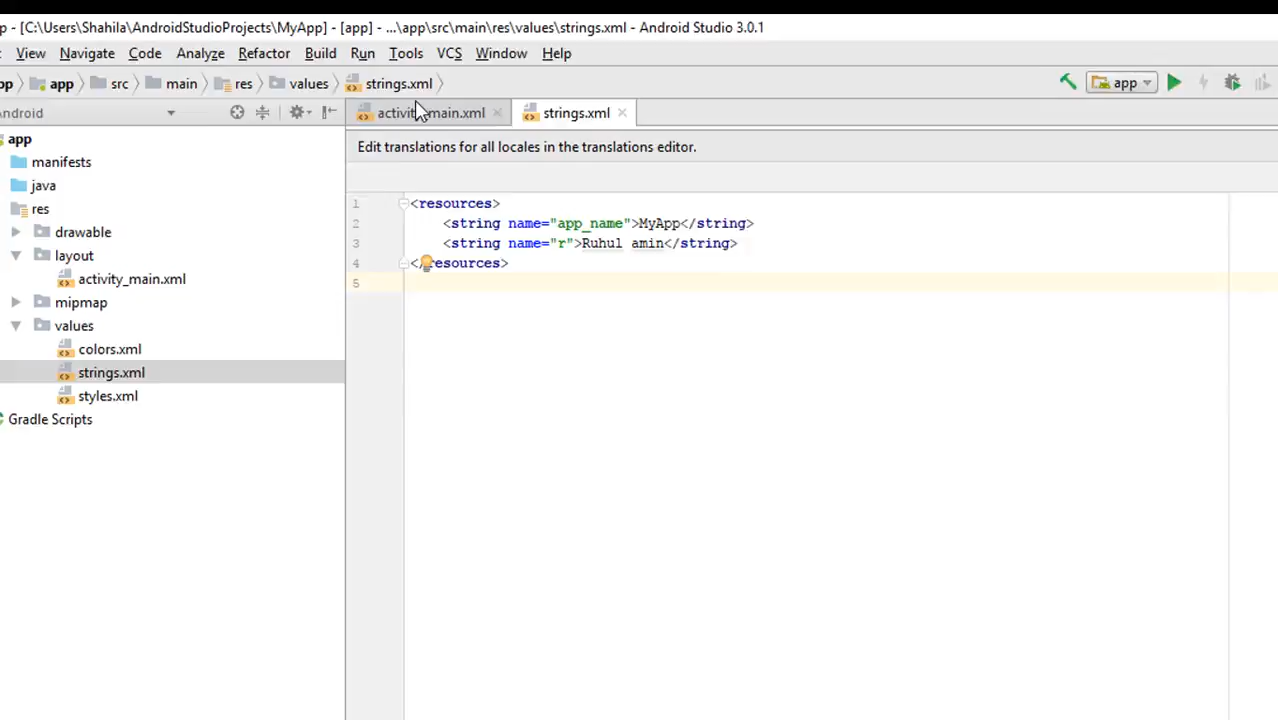 p - [C:\Users\Shahila\AndroidStudioProjects\MyApp] - [app] - ...\app\src\main\res\values\strings.xml - Android Studio 3.0.1
View Navigate Code Analyze Refactor Build Run Tools VCS Window Help
pp app src main res values strings.xml app
Android activity_main.xml strings.xml
app
manifests
java
res
drawable
layout
activity_main.xml
mipmap
values
colors.xml
strings.xml
styles.xml
Gradle Scripts
Edit translations for all locales in the translations editor.
1 <resources>
2 <string name="app_name">MyApp</string>
3 <string name="r">Ruhul amin</string>
4 </resources>
5